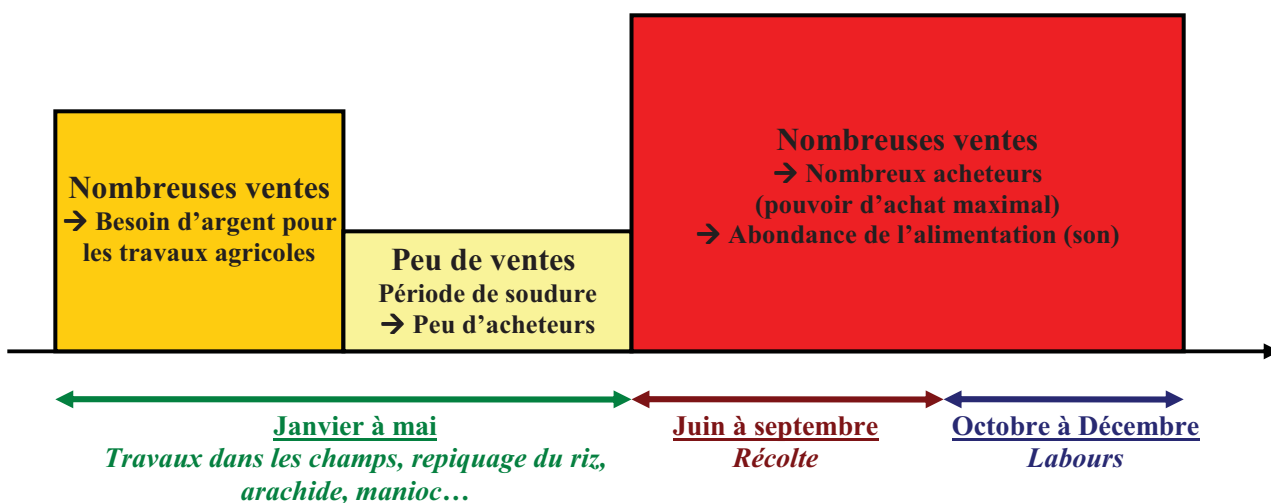 Nombreuses ventes
→ Besoin d'argent pour
les travaux agricoles
Peu de ventes
Période de soudure
→ Peu d'acheteurs
Nombreuses ventes
→ Nombreux acheteurs
(pouvoir d'achat maximal)
→ Abondance de l'alimentation (son)
Janvier à mai
Travaux dans les champs, repiquage du riz,
arachide, manioc…
Juin à septembre
Récolte
Octobre à Décembre
Labours